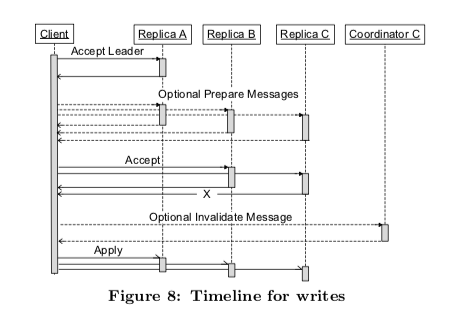 Client Replica A Replica B Replica C Coordinator C
Accept Leader
Optional Prepare Messages
Accept
X
Optional Invalidate Message
Apply
Figure 8: Timeline for writes